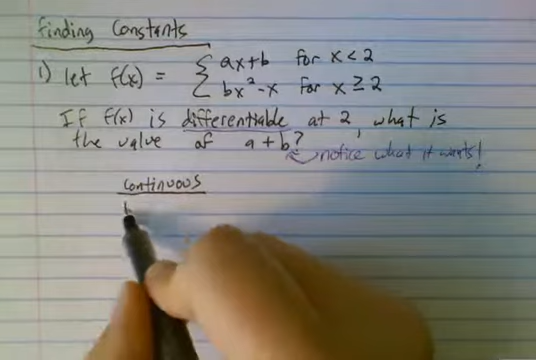 Finding Constants
1) let f(x) = { ax+b for x < 2
bx²-x for x ≥ 2
If f(x) is differentiable at 2, what is
the value of a+b?
notice what it wants!
continuous